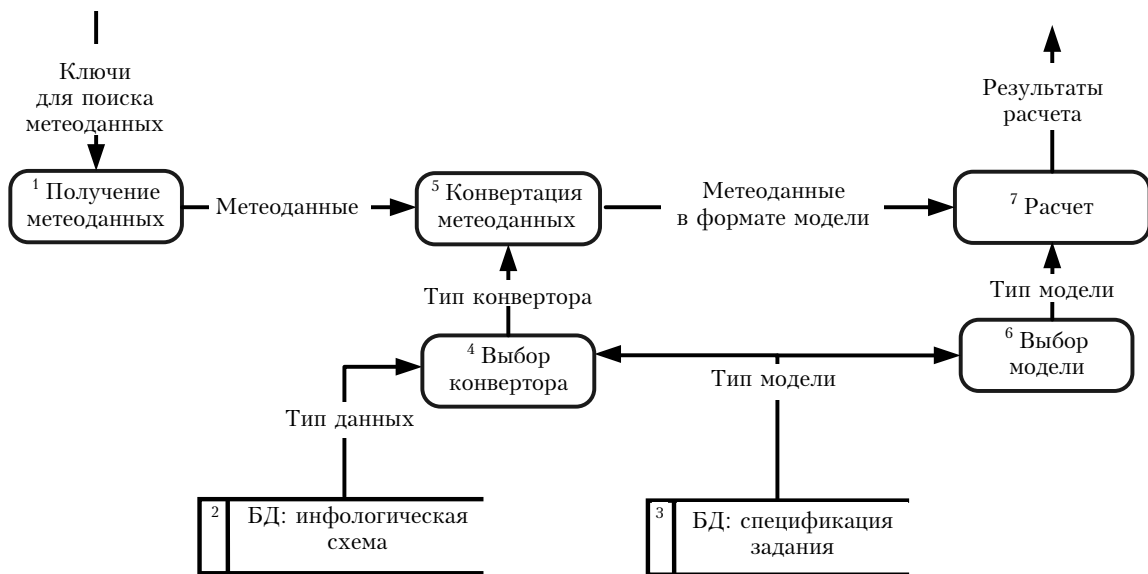 Ключи
для поиска
метеоданных
Результаты
расчета
1 Получение
метеоданных
Метеоданные
5 Конвертация
метеоданных
Метеоданные
в формате модели
7 Расчет
Тип конвертора
Тип модели
4 Выбор
конвертора
Тип модели
6 Выбор
модели
Тип данных
2 БД: инфологическая
схема
3 БД: спецификация
задания